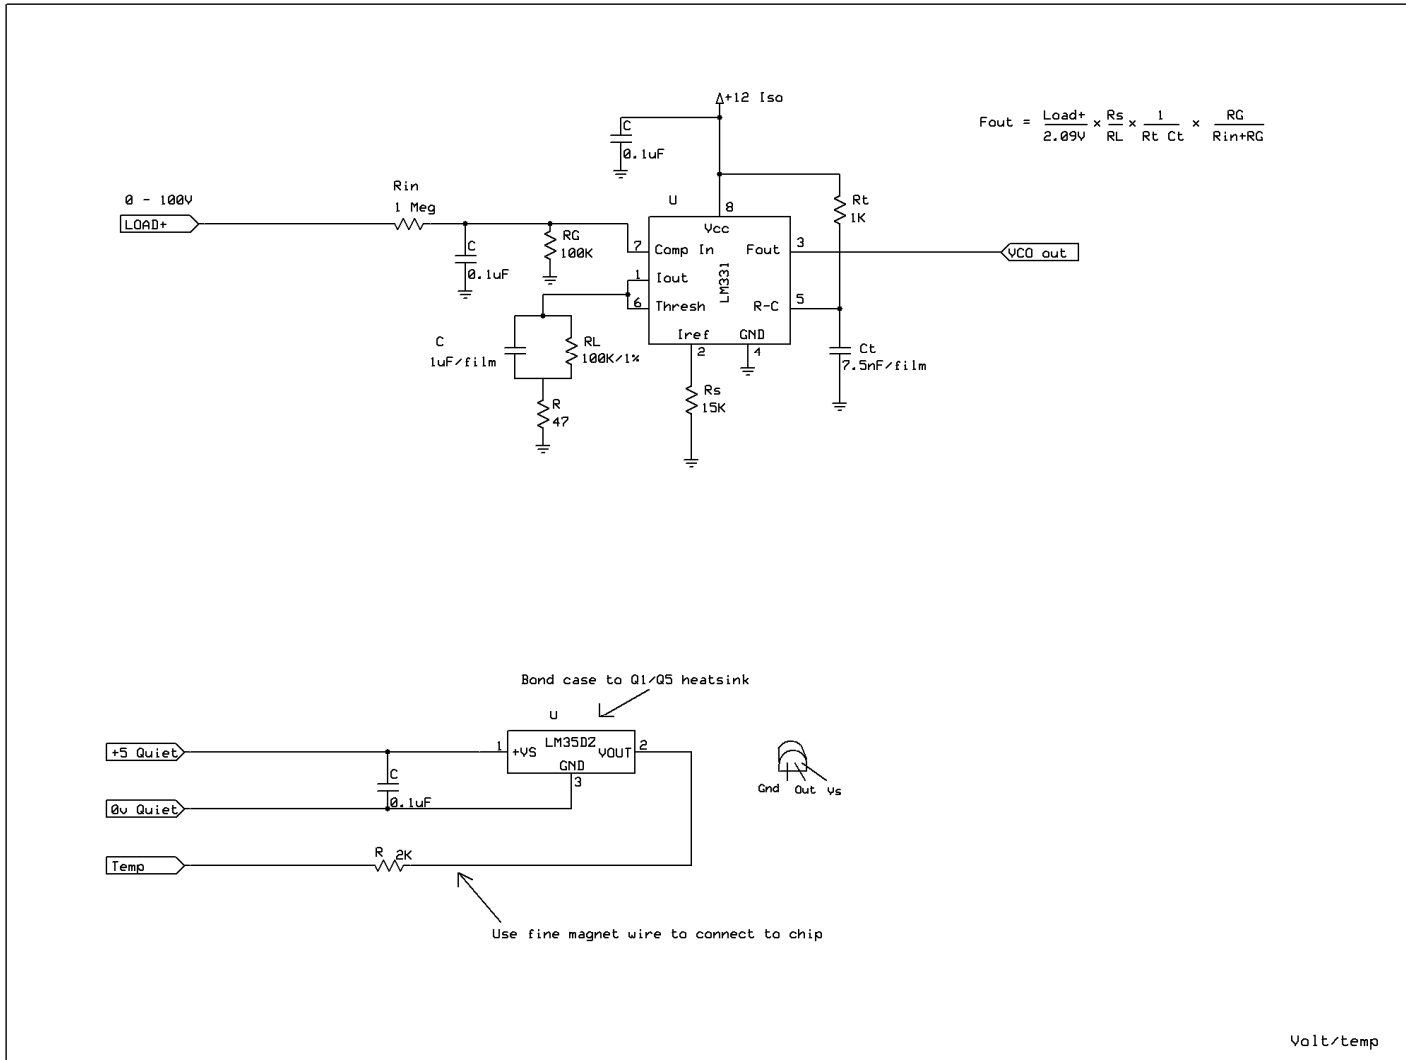 +12 Iso
C
0.1uF
Fout = Load+ / 2.09V × Rs / RL × 1 / Rt Ct × RG / Rin+RG
0 - 100V
LOAD+
Rin
1 Meg
C
0.1uF
RG
100K
U
8
Vcc
7 Comp In
Fout 3
1 Iout
LM331
6 Thresh
R-C 5
Iref
GND
2
4
Rt
1K
VCO out
C
1uF/film
RL
100K/1%
R
47
Rs
15K
Ct
7.5nF/film
Bond case to Q1/Q5 heatsink
U
+5 Quiet
1
+VS
LM35DZ
VOUT
2
GND
3
C
0.1uF
0v Quiet
Gnd Out Vs
Temp
R 2K
Use fine magnet wire to connect to chip
Volt/temp